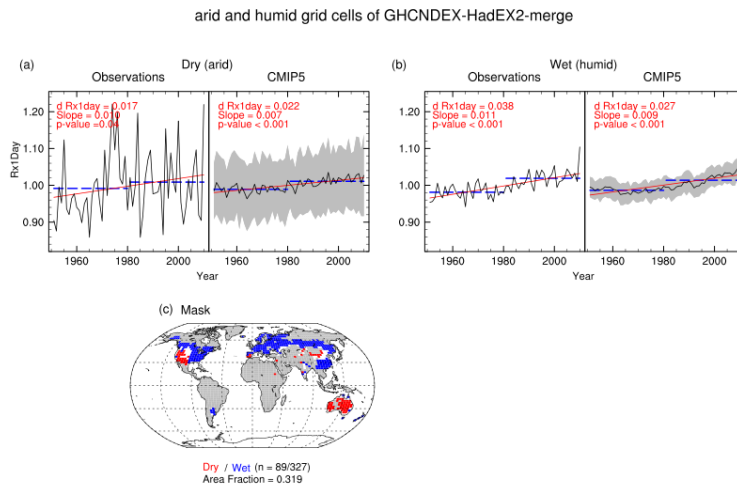 arid and humid grid cells of GHCNDEX-HadEX2-merge
(a) Dry (arid)
Observations CMIP5
d Rx1day = 0.017
Slope = 0.010
p-value =0.04
d Rx1day = 0.022
Slope = 0.007
p-value < 0.001
Rx1Day
1.20
1.10
1.00
0.90
1960 1980 2000 1960 1980 2000
Year
(b) Wet (humid)
Observations CMIP5
d Rx1day = 0.038
Slope = 0.011
p-value < 0.001
d Rx1day = 0.027
Slope = 0.009
p-value < 0.001
1.20
1.10
1.00
0.90
1960 1980 2000 1960 1980 2000
Year
(c) Mask
Dry / Wet (n = 89/327)
Area Fraction = 0.319